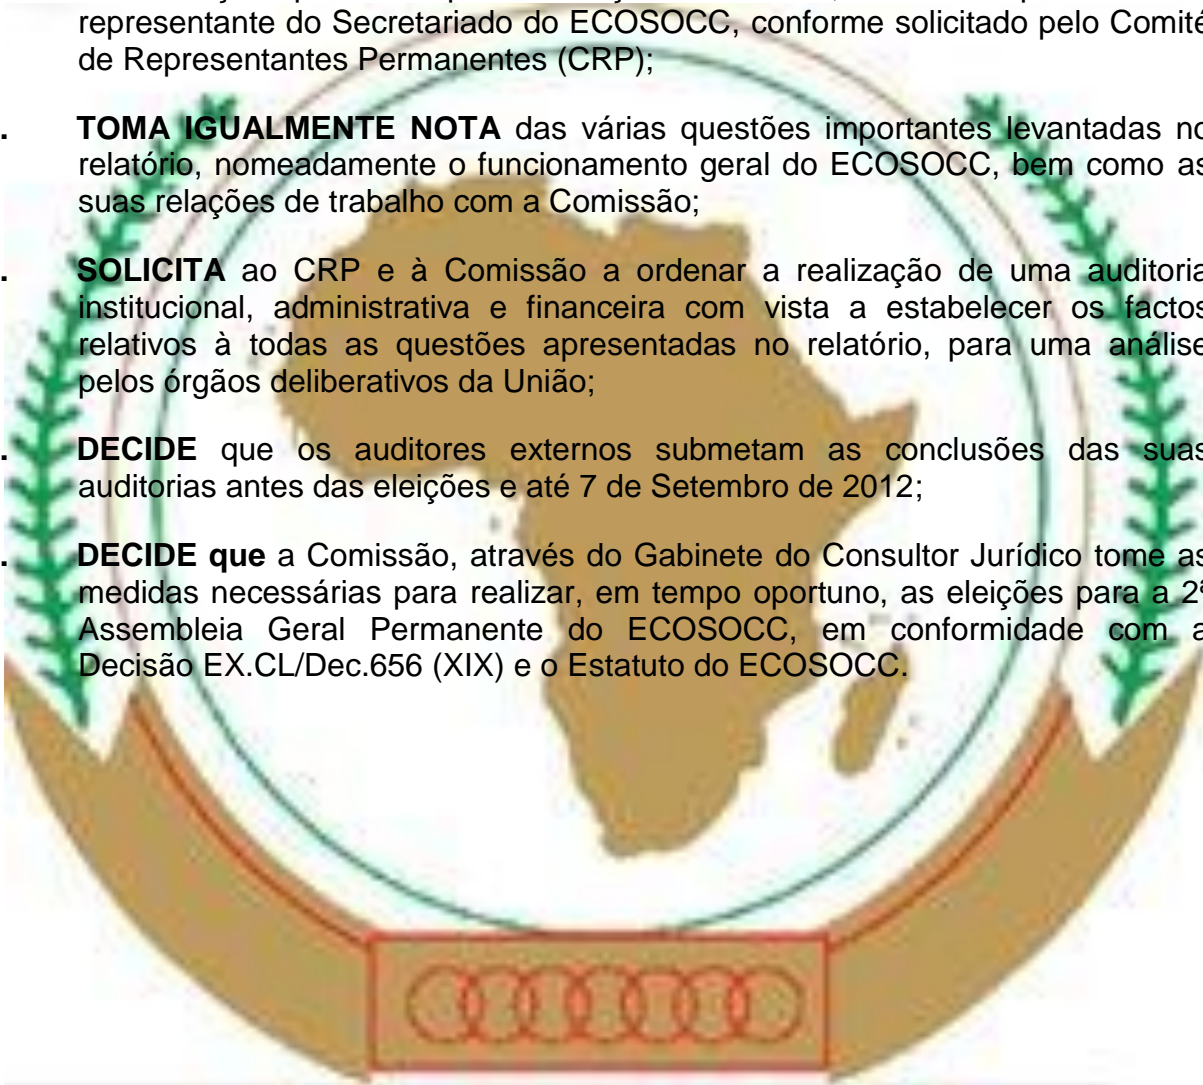 representante do Secretariado do ECOSOCC, conforme solicitado pelo Comité
de Representantes Permanentes (CRP);
. TOMA IGUALMENTE NOTA das várias questões importantes levantadas no
relatório, nomeadamente o funcionamento geral do ECOSOCC, bem como as
suas relações de trabalho com a Comissão;
. SOLICITA ao CRP e à Comissão a ordenar a realização de uma auditoria
institucional, administrativa e financeira com vista a estabelecer os factos
relativos à todas as questões apresentadas no relatório, para uma análise
pelos órgãos deliberativos da União;
. DECIDE que os auditores externos submetam as conclusões das suas
auditorias antes das eleições e até 7 de Setembro de 2012;
. DECIDE que a Comissão, através do Gabinete do Consultor Jurídico tome as
medidas necessárias para realizar, em tempo oportuno, as eleições para a 2ª
Assembleia Geral Permanente do ECOSOCC, em conformidade com a
Decisão EX.CL/Dec.656 (XIX) e o Estatuto do ECOSOCC.